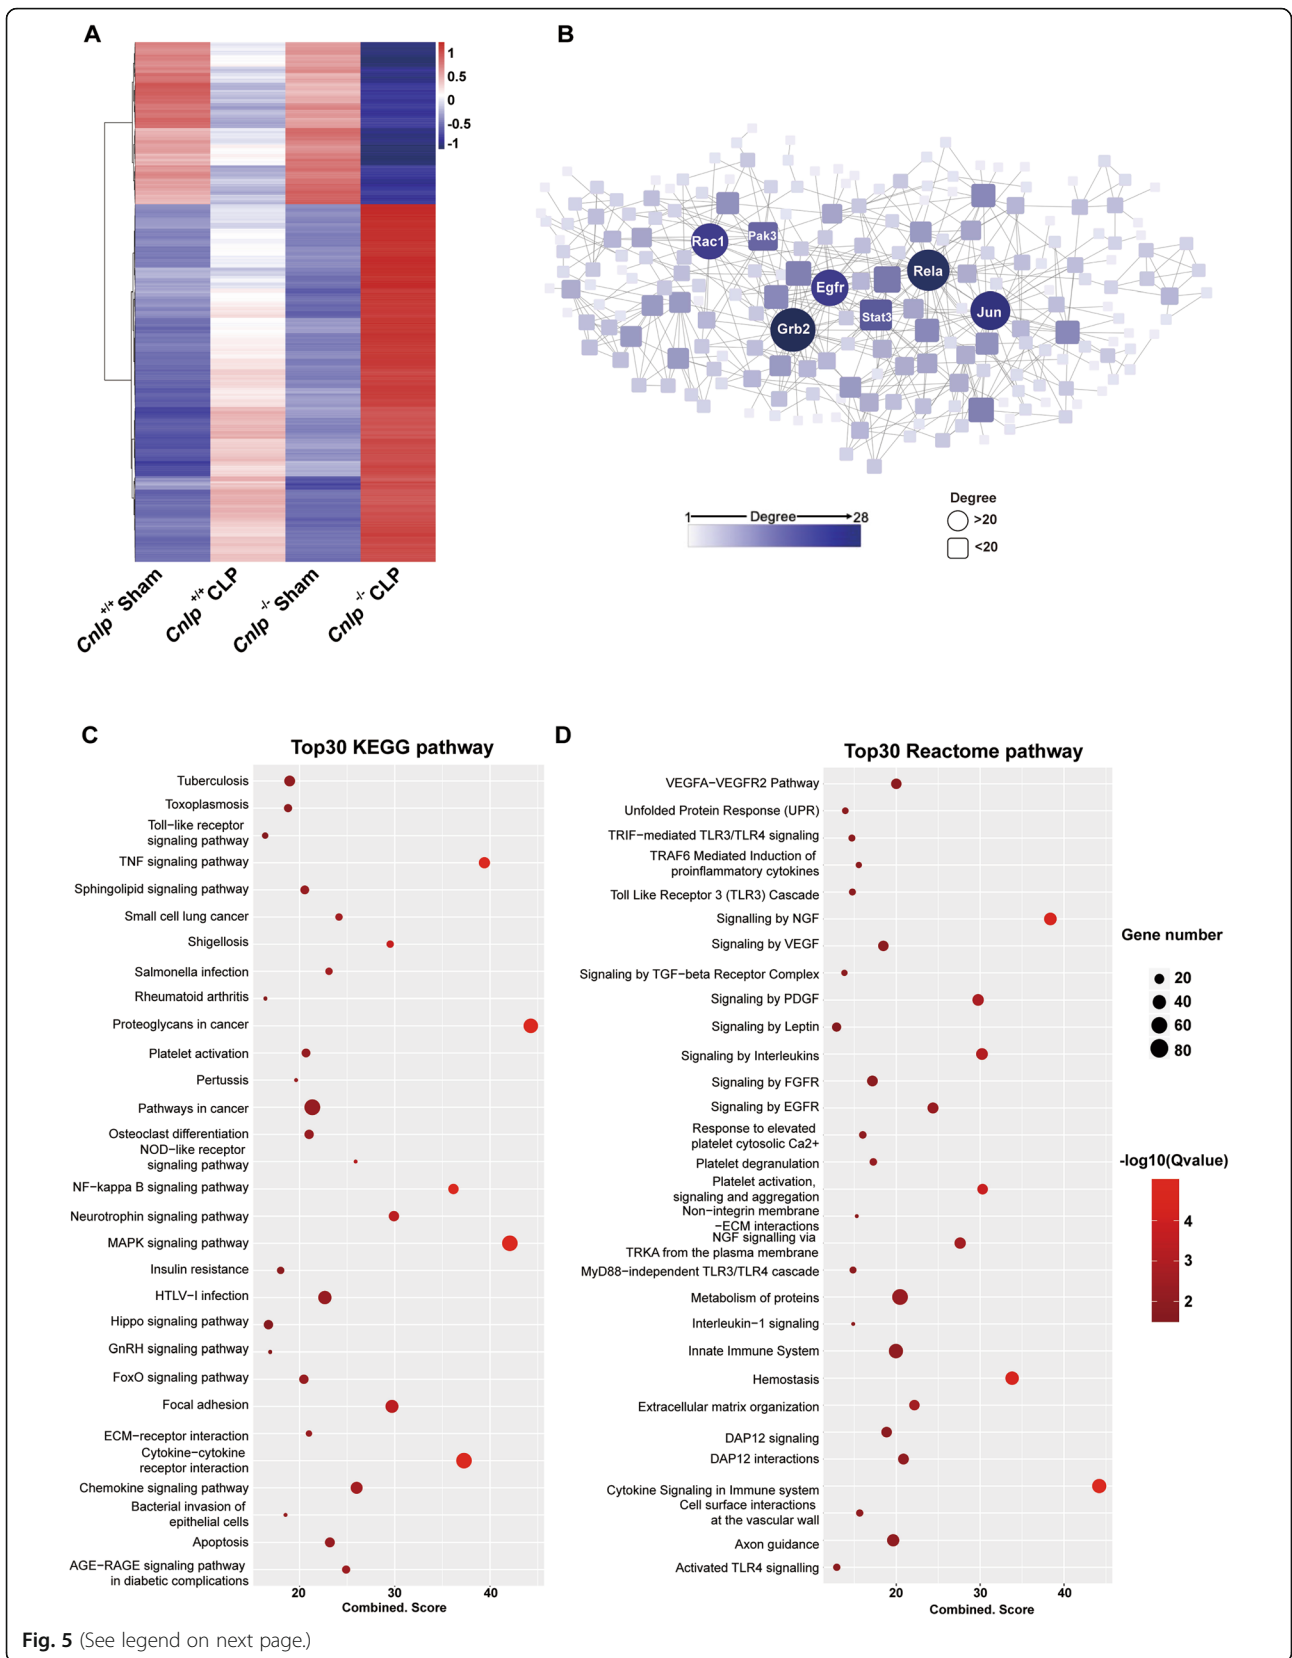 A
1
0.5
0
-0.5
-1
Cnlp+/+ Sham
Cnlp+/+ CLP
Cnlp-/- Sham
Cnlp-/- CLP
B
Rac1
Pak3
Egfr
Rela
Stat3
Jun
Grb2
1 Degree 28
Degree
>20
<20
C
Top30 KEGG pathway
Tuberculosis
Toxoplasmosis
Toll−like receptor
signaling pathway
TNF signaling pathway
Sphingolipid signaling pathway
Small cell lung cancer
Shigellosis
Salmonella infection
Rheumatoid arthritis
Proteoglycans in cancer
Platelet activation
Pertussis
Pathways in cancer
Osteoclast differentiation
NOD−like receptor
signaling pathway
NF−kappa B signaling pathway
Neurotrophin signaling pathway
MAPK signaling pathway
Insulin resistance
HTLV−I infection
Hippo signaling pathway
GnRH signaling pathway
FoxO signaling pathway
Focal adhesion
ECM−receptor interaction
Cytokine−cytokine
receptor interaction
Chemokine signaling pathway
Bacterial invasion of
epithelial cells
Apoptosis
AGE−RAGE signaling pathway
in diabetic complications
20 30 40
Combined. Score
D
Top30 Reactome pathway
VEGFA−VEGFR2 Pathway
Unfolded Protein Response (UPR)
TRIF−mediated TLR3/TLR4 signaling
TRAF6 Mediated Induction of
proinflammatory cytokines
Toll Like Receptor 3 (TLR3) Cascade
Signalling by NGF
Signaling by VEGF
Signaling by TGF−beta Receptor Complex
Signaling by PDGF
Signaling by Leptin
Signaling by Interleukins
Signaling by FGFR
Signaling by EGFR
Response to elevated
platelet cytosolic Ca2+
Platelet degranulation
Platelet activation,
signaling and aggregation
Non−integrin membrane
−ECM interactions
NGF signalling via
TRKA from the plasma membrane
MyD88−independent TLR3/TLR4 cascade
Metabolism of proteins
Interleukin−1 signaling
Innate Immune System
Hemostasis
Extracellular matrix organization
DAP12 signaling
DAP12 interactions
Cytokine Signaling in Immune system
Cell surface interactions
at the vascular wall
Axon guidance
Activated TLR4 signalling
20 30 40
Combined. Score
Gene number
20
40
60
80
-log10(Qvalue)
4
3
2
Fig. 5 (See legend on next page.)